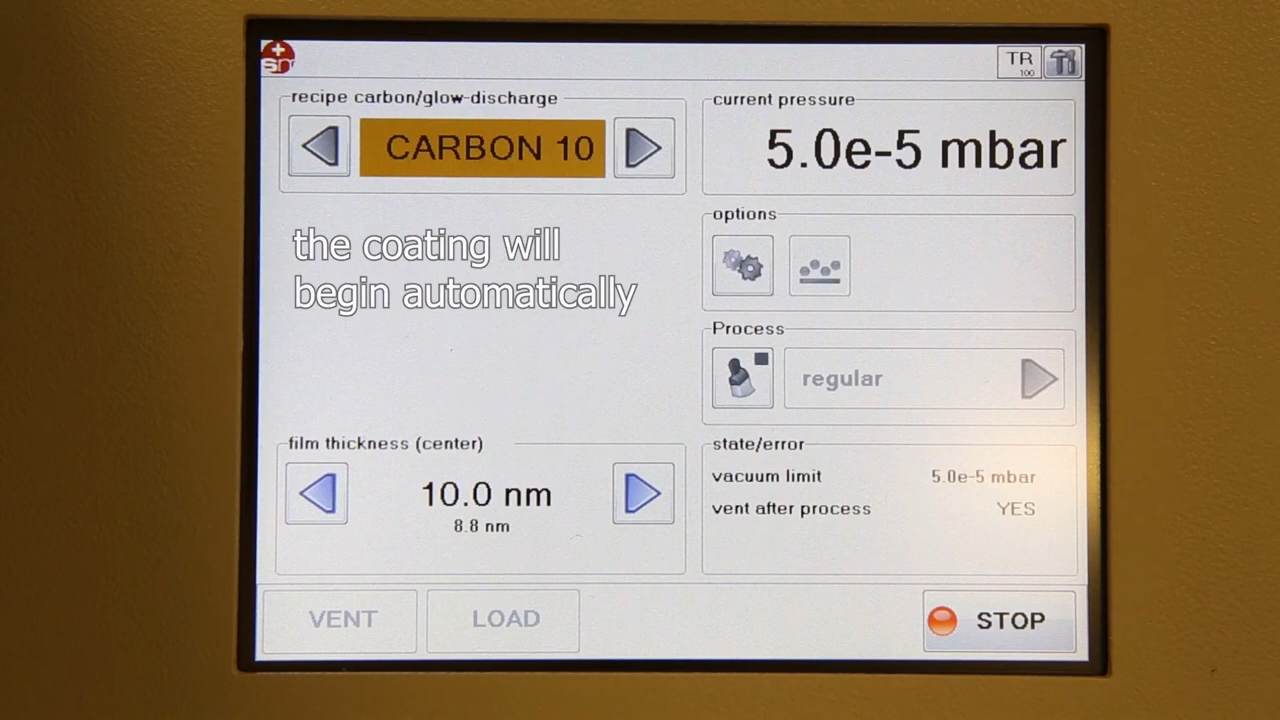 TR
100
recipe carbon/glow-discharge
CARBON 10
current pressure
5.0e-5 mbar
options
the coating will
begin automatically
Process
regular
film thickness (center)
10.0 nm
8.8 nm
state/error
vacuum limit 5.0e-5 mbar
vent after process YES
VENT
LOAD
STOP